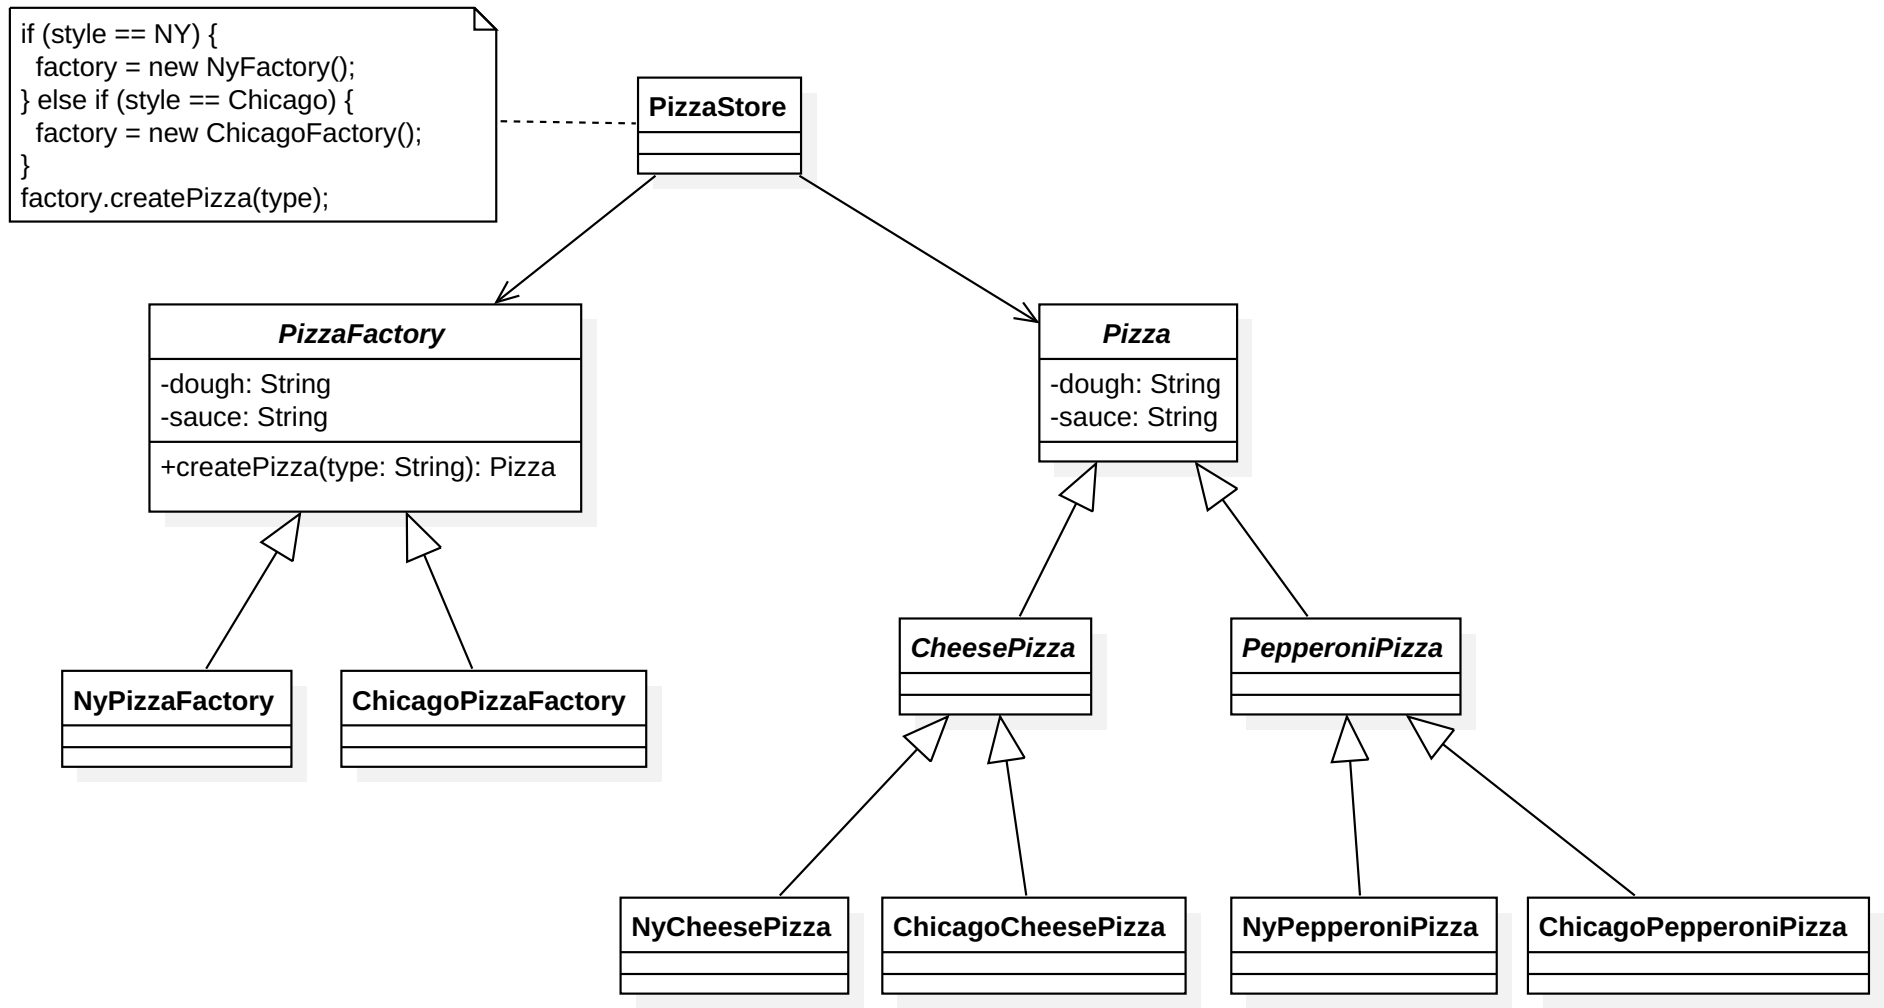 if (style == NY) {
  factory = new NyFactory();
} else if (style == Chicago) {
  factory = new ChicagoFactory();
}
factory.createPizza(type);
PizzaStore
PizzaFactory
-dough: String
-sauce: String
+createPizza(type: String): Pizza
Pizza
-dough: String
-sauce: String
CheesePizza
PepperoniPizza
NyPizzaFactory
ChicagoPizzaFactory
NyCheesePizza
ChicagoCheesePizza
NyPepperoniPizza
ChicagoPepperoniPizza